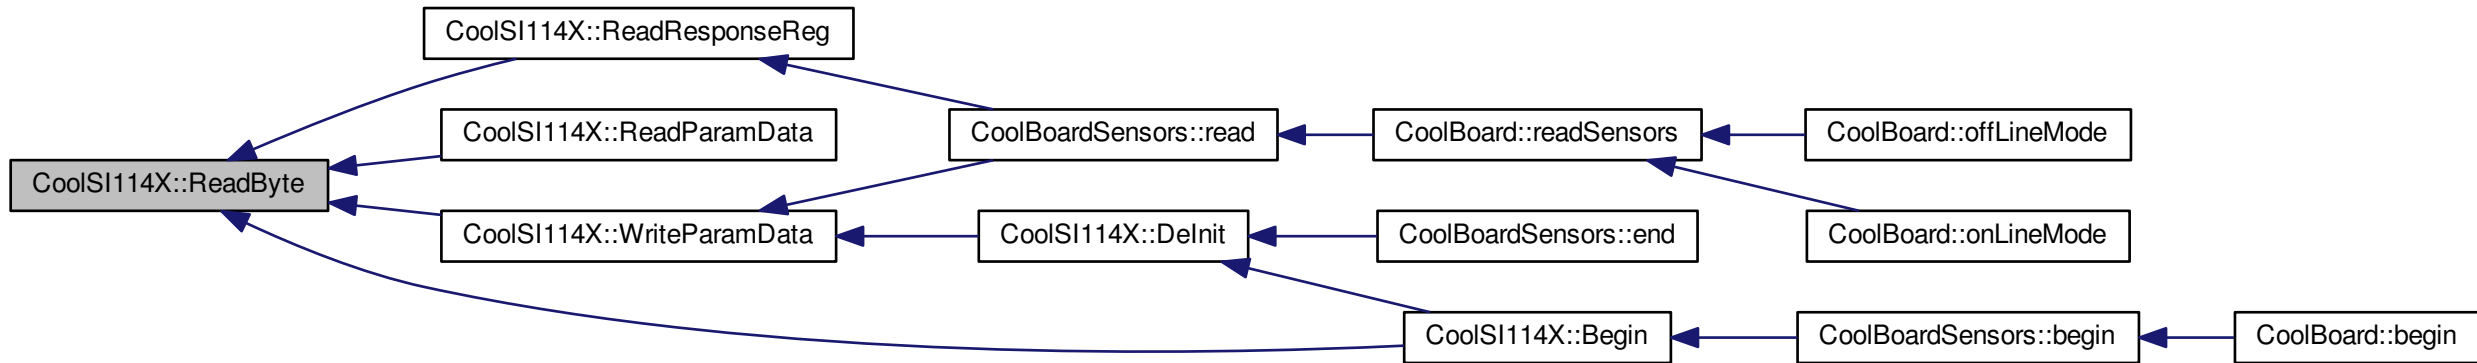 CoolSI114X::ReadResponseReg
CoolSI114X::ReadParamData
CoolBoardSensors::read
CoolBoard::readSensors
CoolBoard::offLineMode
CoolSI114X::ReadByte
CoolSI114X::WriteParamData
CoolSI114X::DeInit
CoolBoardSensors::end
CoolBoard::onLineMode
CoolSI114X::Begin
CoolBoardSensors::begin
CoolBoard::begin